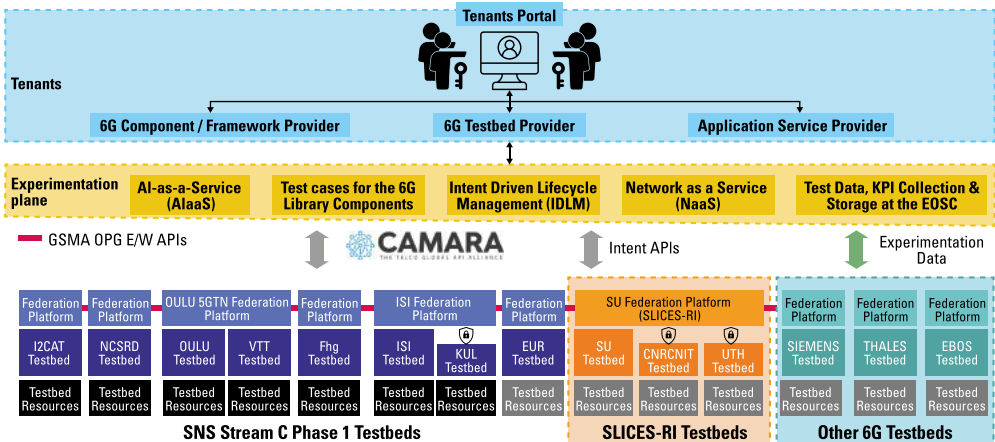 Tenants Portal
Tenants
6G Component / Framework Provider
6G Testbed Provider
Application Service Provider
Experimentation
plane
AI-as-a-Service
(AIaaS)
Test cases for the 6G
Library Components
Intent Driven Lifecycle
Management (IDLM)
Network as a Service
(NaaS)
Test Data, KPI Collection &
Storage at the EOSC
GSMA OPG E/W APIs
CAMARA
THE TELCO GLOBAL API ALLIANCE
Intent APIs
Experimentation
Data
Federation
Platform
Federation
Platform
OULU 5GTN Federation
Platform
Federation
Platform
ISI Federation
Platform
Federation
Platform
SU Federation Platform
(SLICES-RI)
Federation
Platform
Federation
Platform
Federation
Platform
I2CAT
Testbed
NCSRD
Testbed
OULU
Testbed
VTT
Testbed
Fhg
Testbed
ISI
Testbed
KUL
Testbed
EUR
Testbed
SU
Testbed
CNRCNIT
Testbed
UTH
Testbed
SIEMENS
Testbed
THALES
Testbed
EBOS
Testbed
Testbed
Resources
Testbed
Resources
Testbed
Resources
Testbed
Resources
Testbed
Resources
Testbed
Resources
Testbed
Resources
Testbed
Resources
Testbed
Resources
Testbed
Resources
Testbed
Resources
Testbed
Resources
Testbed
Resources
Testbed
Resources
SNS Stream C Phase 1 Testbeds
SLICES-RI Testbeds
Other 6G Testbeds